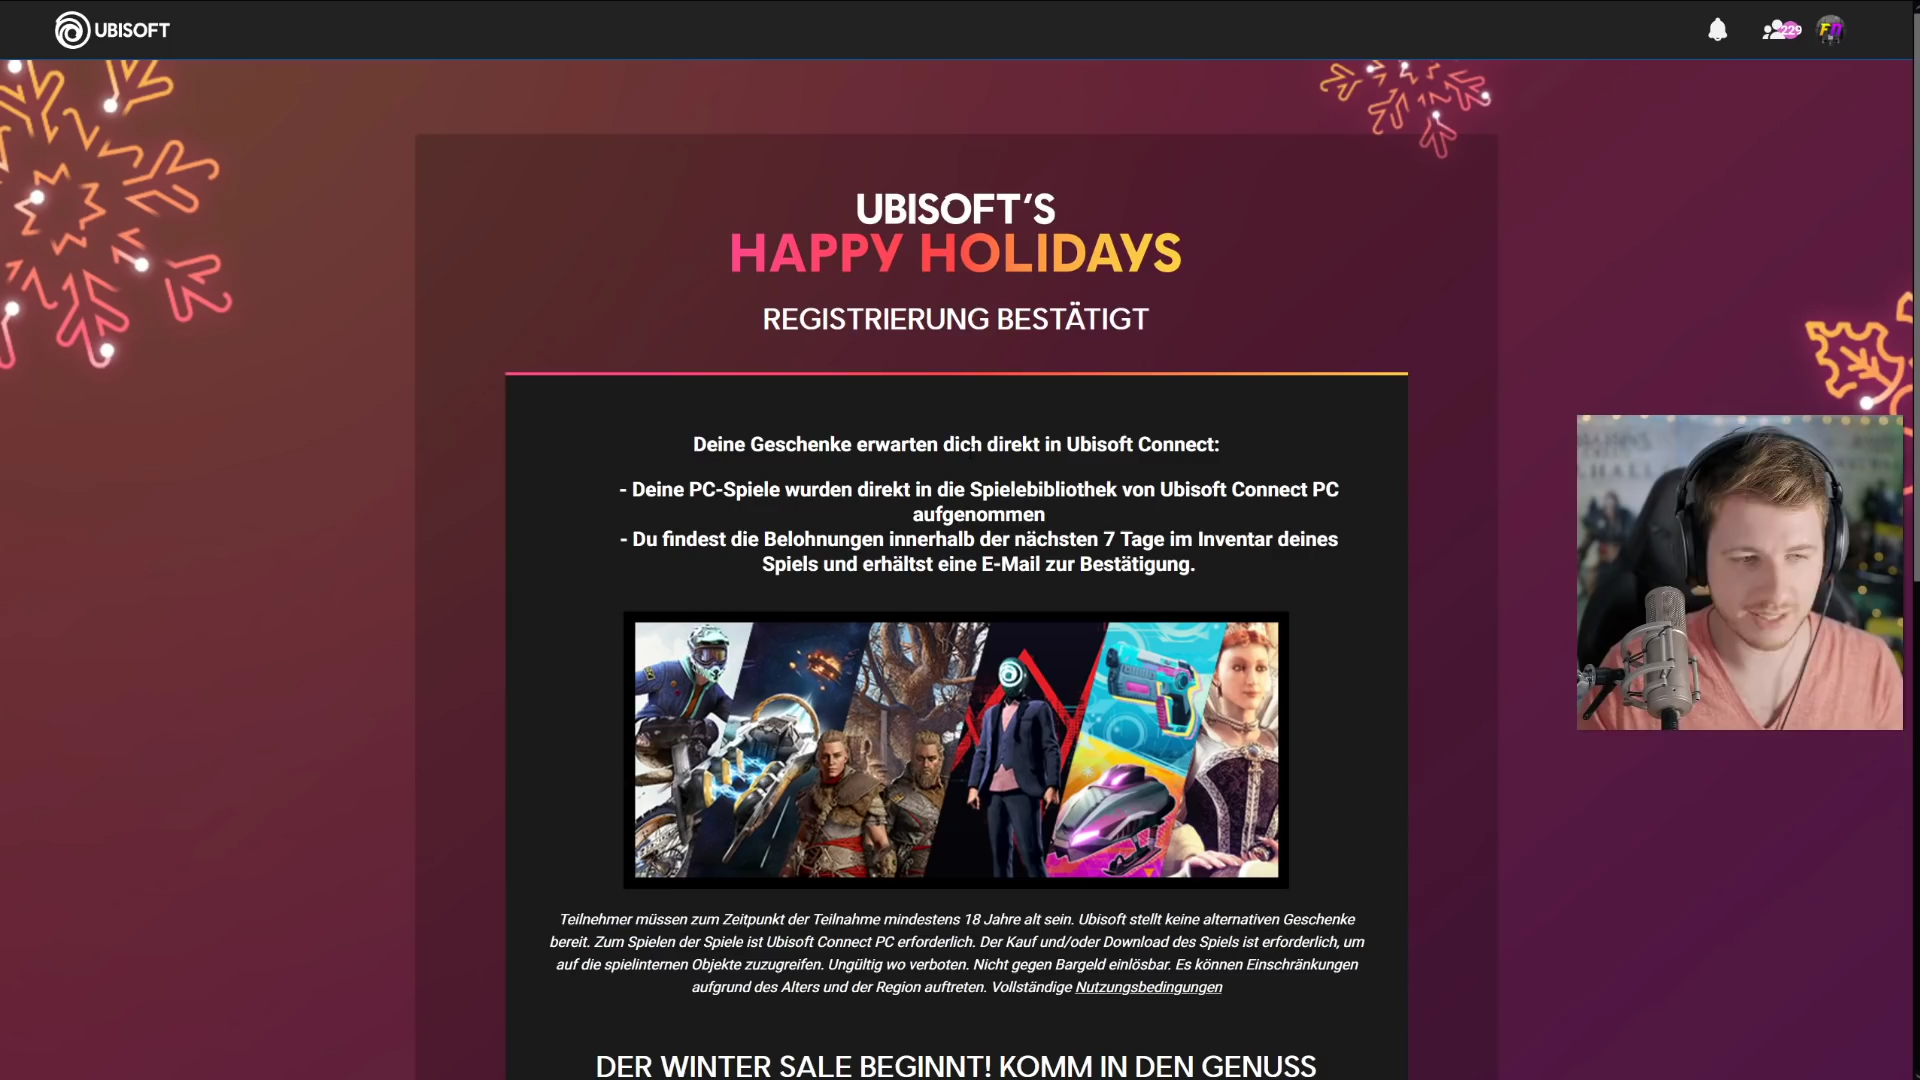 UBISOFT
229
UBISOFT'S
HAPPY HOLIDAYS
REGISTRIERUNG BESTÄTIGT
Deine Geschenke erwarten dich direkt in Ubisoft Connect:
- Deine PC-Spiele wurden direkt in die Spielebibliothek von Ubisoft Connect PC
aufgenommen
- Du findest die Belohnungen innerhalb der nächsten 7 Tage im Inventar deines
Spiels und erhältst eine E-Mail zur Bestätigung.
Teilnehmer müssen zum Zeitpunkt der Teilnahme mindestens 18 Jahre alt sein. Ubisoft stellt keine alternativen Geschenke
bereit. Zum Spielen der Spiele ist Ubisoft Connect PC erforderlich. Der Kauf und/oder Download des Spiels ist erforderlich, um
auf die spielinternen Objekte zuzugreifen. Ungültig wo verboten. Nicht gegen Bargeld einlösbar. Es können Einschränkungen
aufgrund des Alters und der Region auftreten. Vollständige Nutzungsbedingungen
DER WINTER SALE BEGINNT! KOMM IN DEN GENUSS